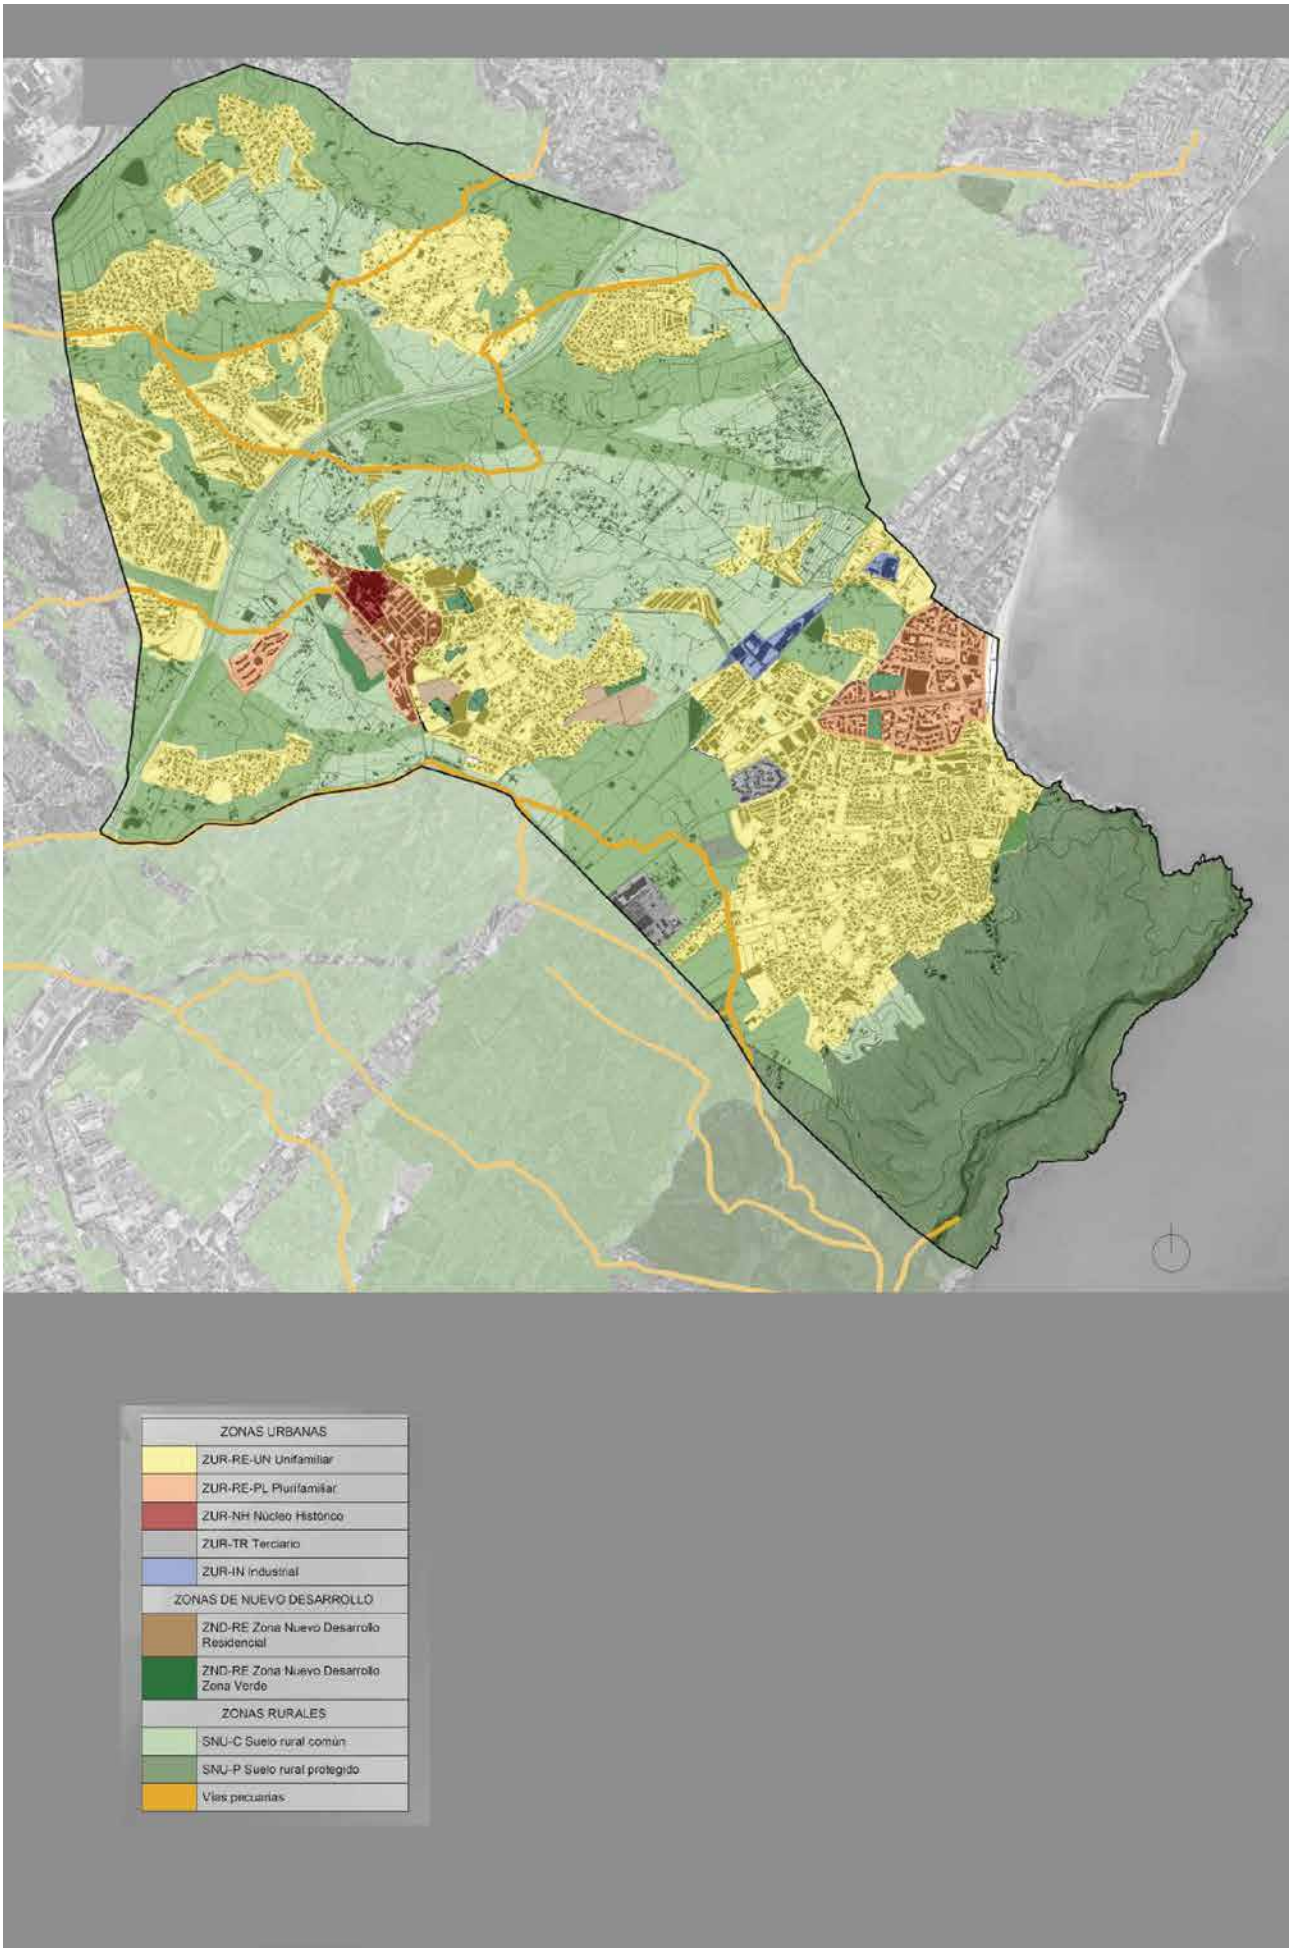 ZONAS URBANAS
ZUR-RE-UN Unifamiliar
ZUR-RE-PL Plurifamiliar
ZUR-NH Núcleo Histórico
ZUR-TR Terciario
ZUR-IN Industrial
ZONAS DE NUEVO DESARROLLO
ZND-RE Zona Nuevo Desarrollo
Residencial
ZND-RE Zona Nuevo Desarrollo
Zona Verde
ZONAS RURALES
SNU-C Suelo rural común
SNU-P Suelo rural protegido
Vías pecuarias